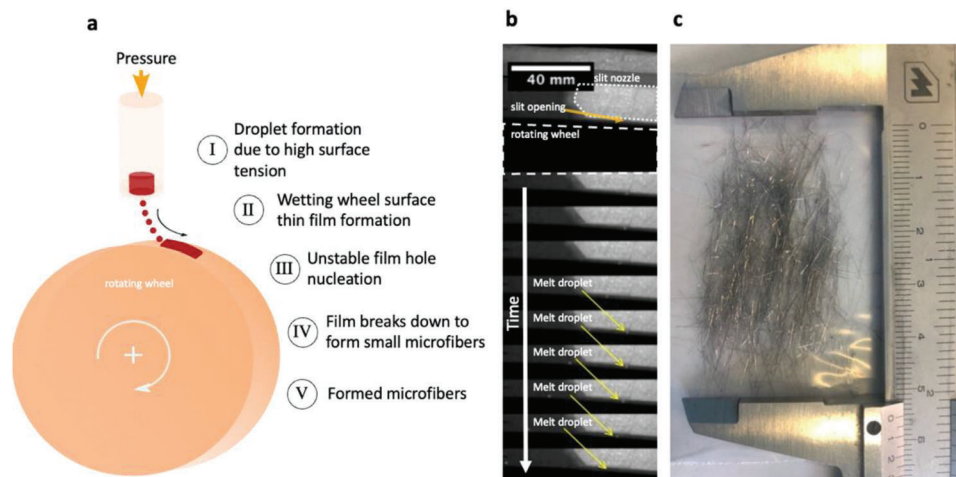 a
Pressure
I
Droplet formation
due to high surface
tension
II
Wetting wheel surface
thin film formation
III
Unstable film hole
nucleation
rotating wheel
IV
Film breaks down to
form small microfibers
V
Formed microfibers
b
40 mm
slit nozzle
slit opening
rotating wheel
Time
Melt droplet
Melt droplet
Melt droplet
Melt droplet
Melt droplet
c
0
1
2
1
3
4
2
5
0
1
2